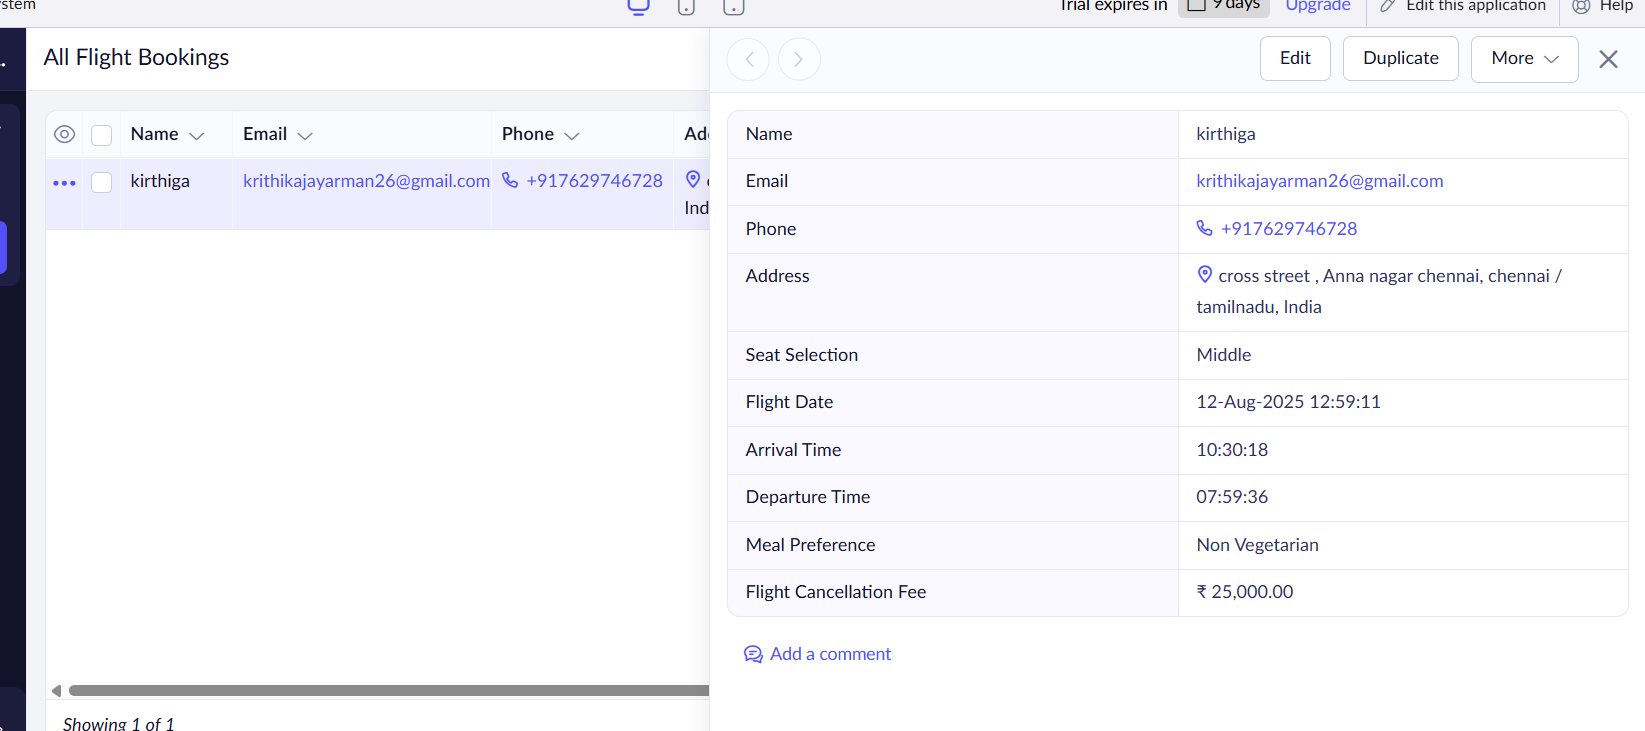 Trial expires in 9 days Upgrade Edit this application Help
All Flight Bookings
Edit Duplicate More
Name Email Phone
kirthiga krithikajayarman26@gmail.com +917629746728
Name kirthiga
Email krithikajayarman26@gmail.com
Phone +917629746728
Address cross street , Anna nagar chennai, chennai /
tamilnadu, India
Seat Selection Middle
Flight Date 12-Aug-2025 12:59:11
Arrival Time 10:30:18
Departure Time 07:59:36
Meal Preference Non Vegetarian
Flight Cancellation Fee ₹ 25,000.00
Add a comment
Showing 1 of 1